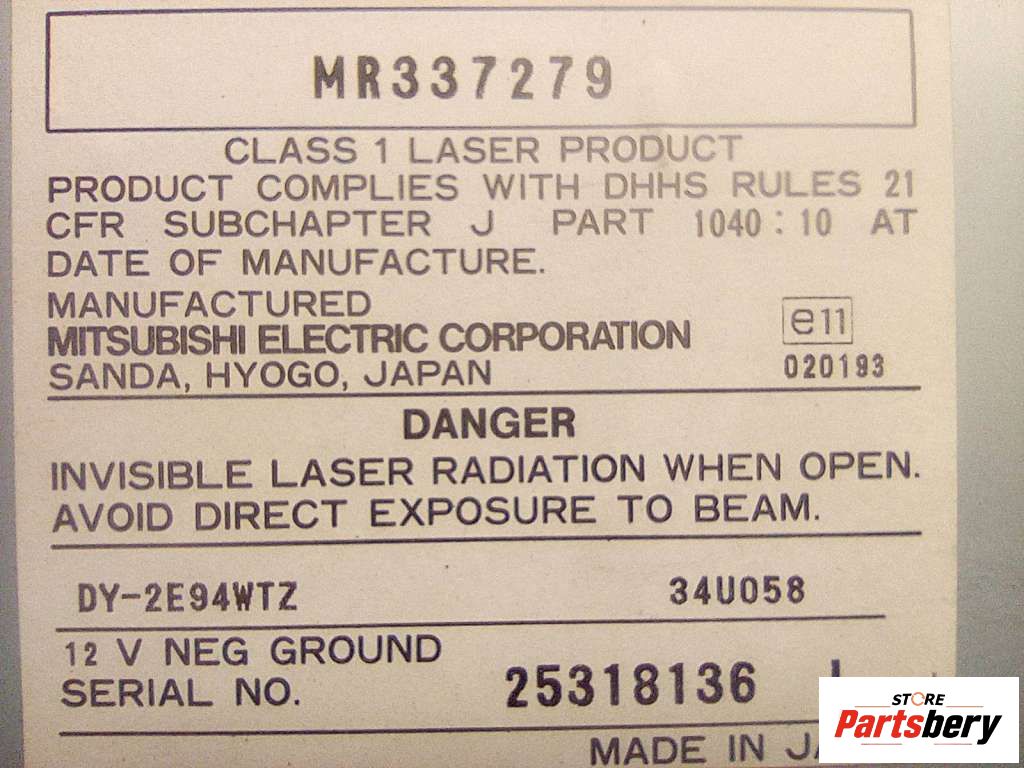 MR337279
CLASS 1 LASER PRODUCT
PRODUCT COMPLIES WITH DHHS RULES 21
CFR SUBCHAPTER J PART 1040:10 AT
DATE OF MANUFACTURE.
MANUFACTURED
MITSUBISHI ELECTRIC CORPORATION
SANDA, HYOGO, JAPAN
e11
020193
DANGER
INVISIBLE LASER RADIATION WHEN OPEN.
AVOID DIRECT EXPOSURE TO BEAM.
DY-2E94WTZ 34U058
12 V NEG GROUND
SERIAL NO. 25318136
MADE IN
STORE
Partsbery